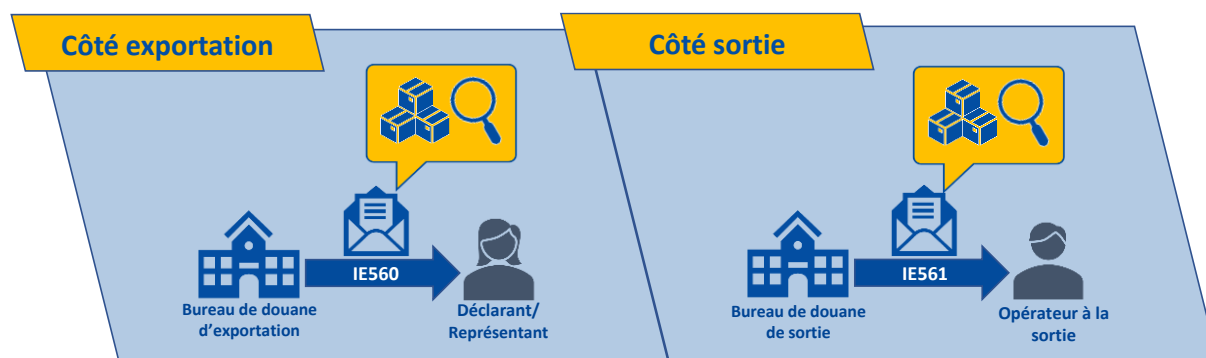 Côté exportation
Côté sortie
IE560
Bureau de douane
d’exportation
Déclarant/
Représentant
IE561
Bureau de douane
de sortie
Opérateur à la
sortie